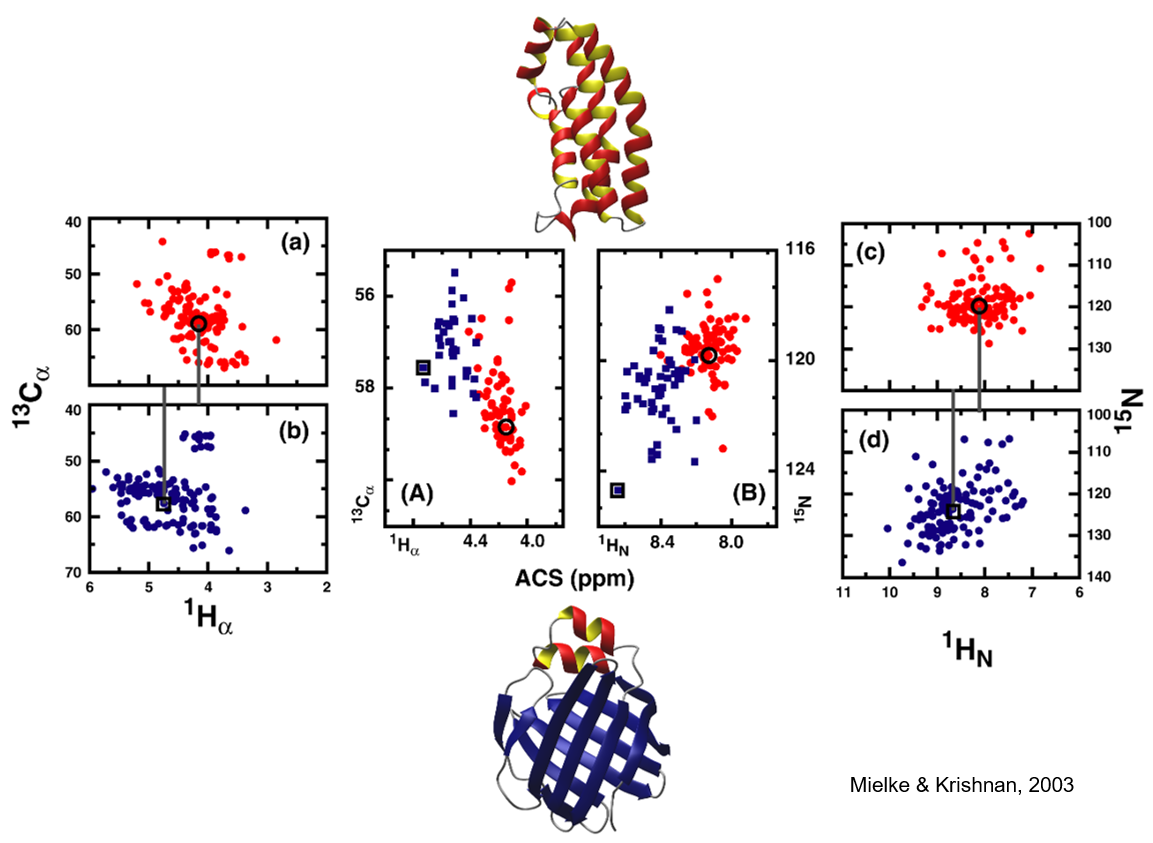 40
50
60
(a)
¹³Cα
40
50
60
70
(b)
6
5
4
3
2
¹Hα
56
58
¹³Cα
(A)
¹Hα
4.4
4.0
116
120
124
¹⁵N
(B)
¹HN
8.4
8.0
ACS (ppm)
(c)
100
110
120
130
¹⁵N
(d)
100
110
120
130
140
11
10
9
8
7
6
¹HN
Mielke & Krishnan, 2003